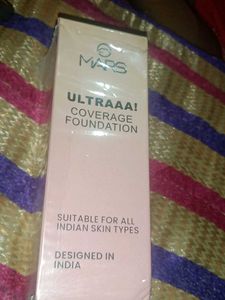 MARS
ULTRAAA!
COVERAGE
FOUNDATION
SUITABLE FOR ALL
INDIAN SKIN TYPES
DESIGNED IN
INDIA